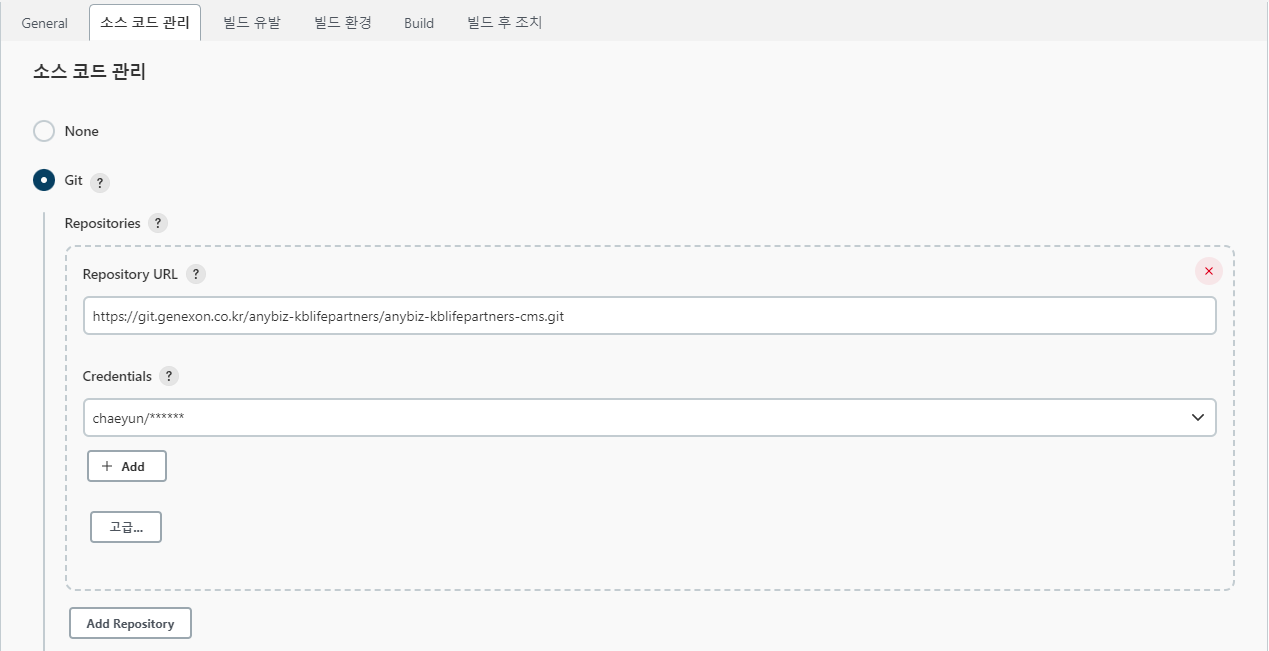 General 소스 코드 관리 빌드 유발 빌드 환경 Build 빌드 후 조치
소스 코드 관리
None
Git ?
Repositories ?
Repository URL ?
https://git.genexon.co.kr/anybiz-kblifepartners/anybiz-kblifepartners-cms.git
Credentials ?
chaeyun/******
+ Add
고급...
Add Repository